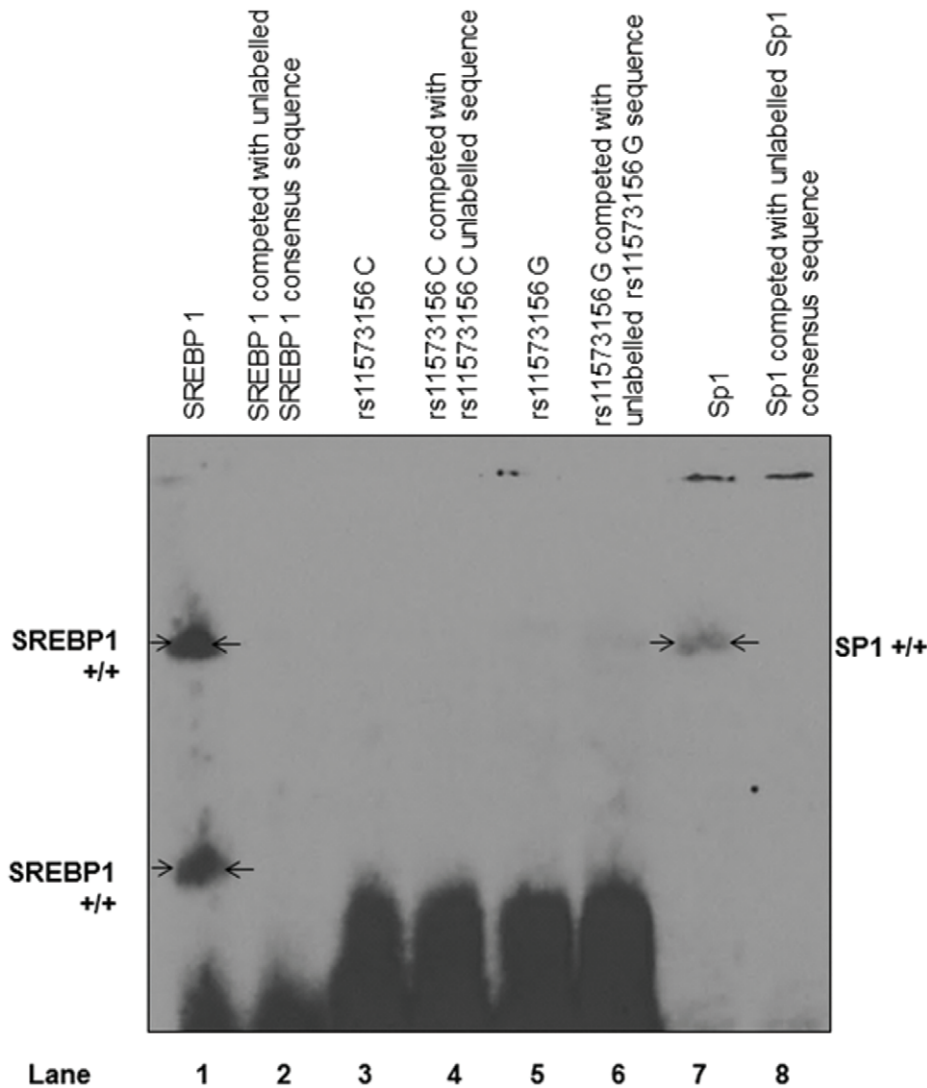 SREBP 1
SREBP 1 competed with unlabelled
SREBP 1 consensus sequence
rs11573156 C
rs11573156 C competed with
rs11573156 C unlabelled sequence
rs11573156 G
rs11573156 G competed with
unlabelled rs11573156 G sequence
Sp1
Sp1 competed with unlabelled Sp1
consensus sequence
SREBP1
+/+
SP1 +/+
SREBP1
+/+
Lane 1 2 3 4 5 6 7 8